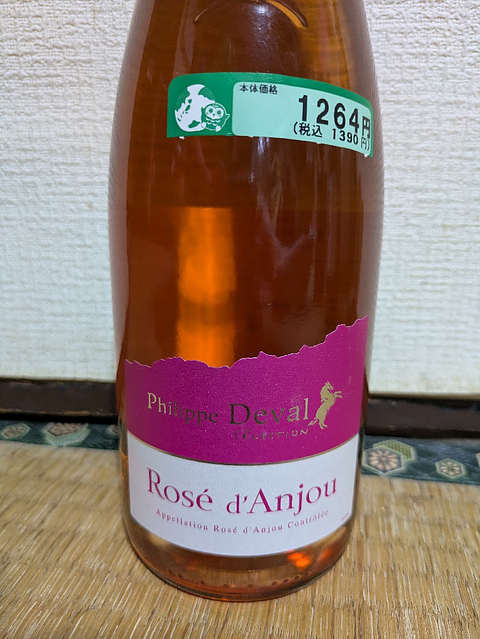 本体価格
1264円
(税込 1390円)
Philippe Deval
SÉLECTION
Rosé d'Anjou
Appellation Rosé d'Anjou Contrôlée